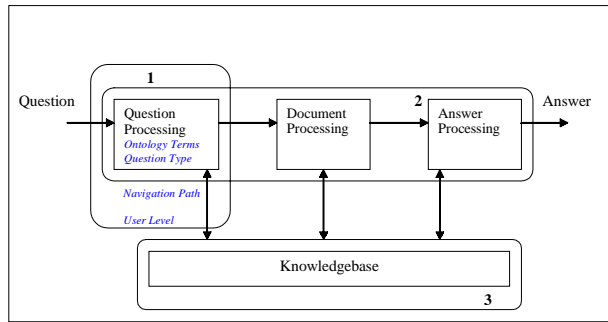 1
2
Question
Question
Processing
Ontology Terms
Question Type
Document
Processing
Answer
Processing
Answer
Navigation Path
User Level
Knowledgebase
3